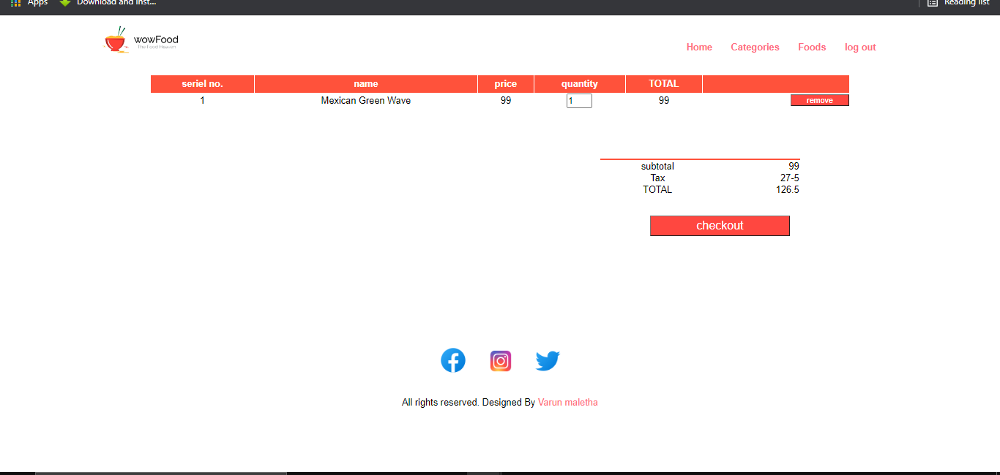 Apps Download and Inst... Reading list
wowFood
The Food Heaven
Home Categories Foods log out
seriel no. name price quantity TOTAL
1 Mexican Green Wave 99 1 99 remove
subtotal 99
Tax 27-5
TOTAL 126.5
checkout
All rights reserved. Designed By Varun maletha